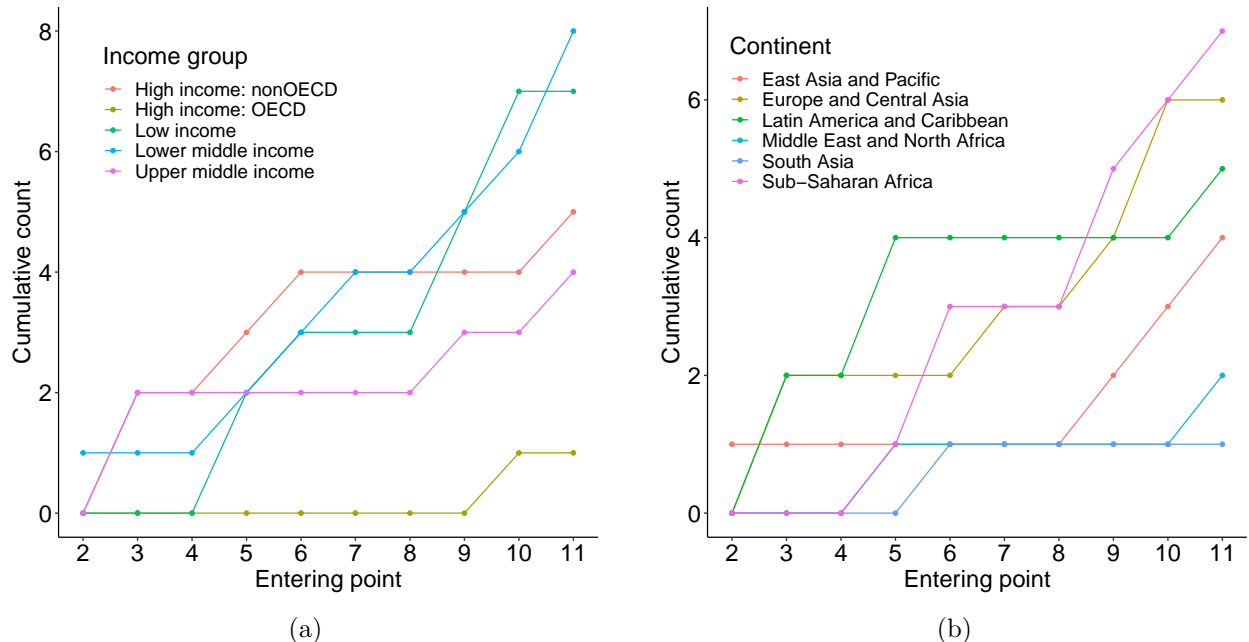 Income group
High income: nonOECD
High income: OECD
Low income
Lower middle income
Upper middle income
Cumulative count
8
6
4
2
0
2 3 4 5 6 7 8 9 10 11
Entering point
(a)
Continent
East Asia and Pacific
Europe and Central Asia
Latin America and Caribbean
Middle East and North Africa
South Asia
Sub−Saharan Africa
Cumulative count
6
4
2
0
2 3 4 5 6 7 8 9 10 11
Entering point
(b)